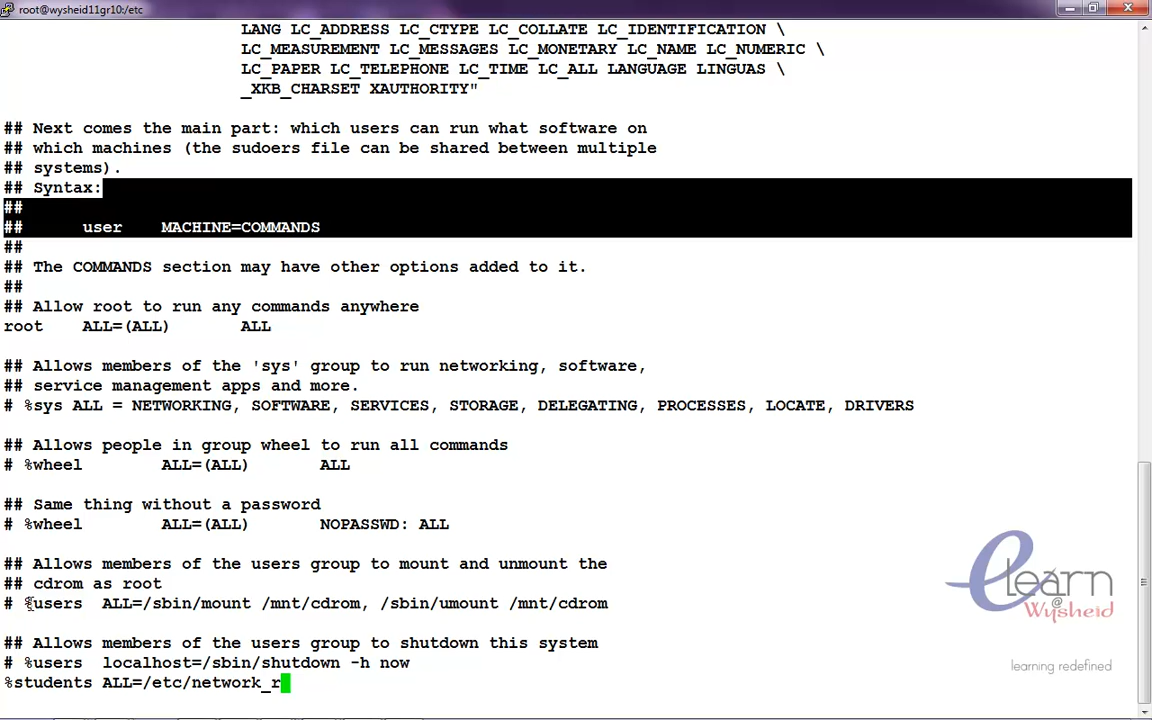 root@wysheid11gr10:/etc
LANG LC_ADDRESS LC_CTYPE LC_COLLATE LC_IDENTIFICATION \
LC_MEASUREMENT LC_MESSAGES LC_MONETARY LC_NAME LC_NUMERIC \
LC_PAPER LC_TELEPHONE LC_TIME LC_ALL LANGUAGE LINGUAS \
_XKB_CHARSET XAUTHORITY"
## Next comes the main part: which users can run what software on
## which machines (the sudoers file can be shared between multiple
## systems).
## Syntax:
##
## user MACHINE=COMMANDS
##
## The COMMANDS section may have other options added to it.
##
## Allow root to run any commands anywhere
root ALL=(ALL) ALL
## Allows members of the 'sys' group to run networking, software,
## service management apps and more.
# %sys ALL = NETWORKING, SOFTWARE, SERVICES, STORAGE, DELEGATING, PROCESSES, LOCATE, DRIVERS
## Allows people in group wheel to run all commands
# %wheel ALL=(ALL) ALL
## Same thing without a password
# %wheel ALL=(ALL) NOPASSWD: ALL
## Allows members of the users group to mount and unmount the
## cdrom as root
# %users ALL=/sbin/mount /mnt/cdrom, /sbin/umount /mnt/cdrom
## Allows members of the users group to shutdown this system
# %users localhost=/sbin/shutdown -h now
%students ALL=/etc/network_r
eLearn
@
Wysheid
learning redefined